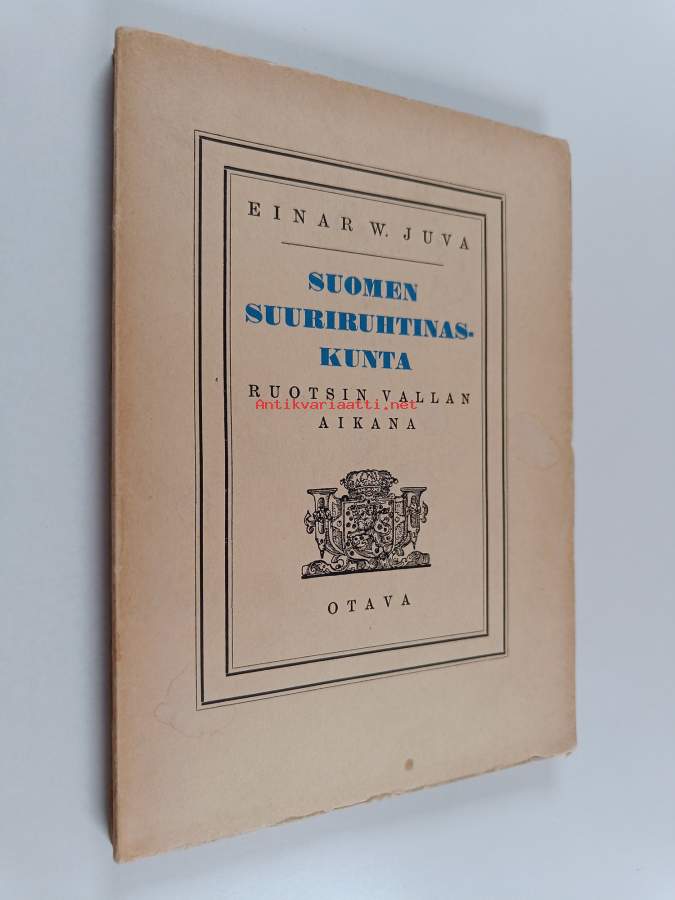 EINAR W. JUVA
SUOMEN
SUURIRUHTINAS-
KUNTA
RUOTSIN VALLAN
Antikvariaatti.net
AIKANA
OTAVA